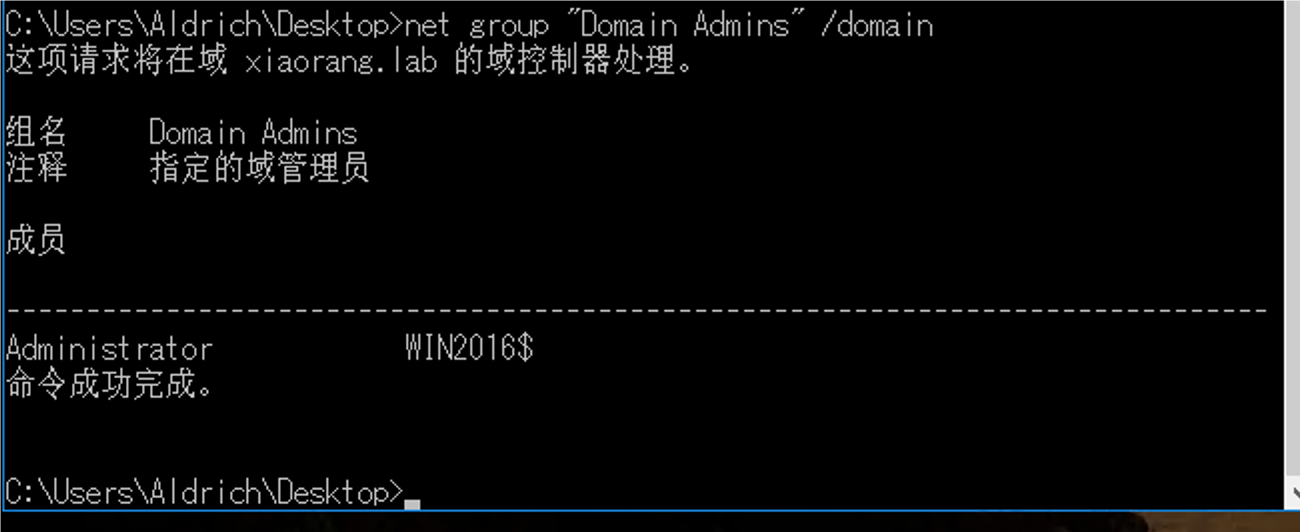 C:\Users\Aldrich\Desktop>net group "Domain Admins" /domain
这项请求将在域 xiaorang.lab 的域控制器处理。
组名     Domain Admins
注释     指定的域管理员
成员
-------------------------------------------------------------------------------
Administrator            WIN2016$
命令成功完成。
C:\Users\Aldrich\Desktop>